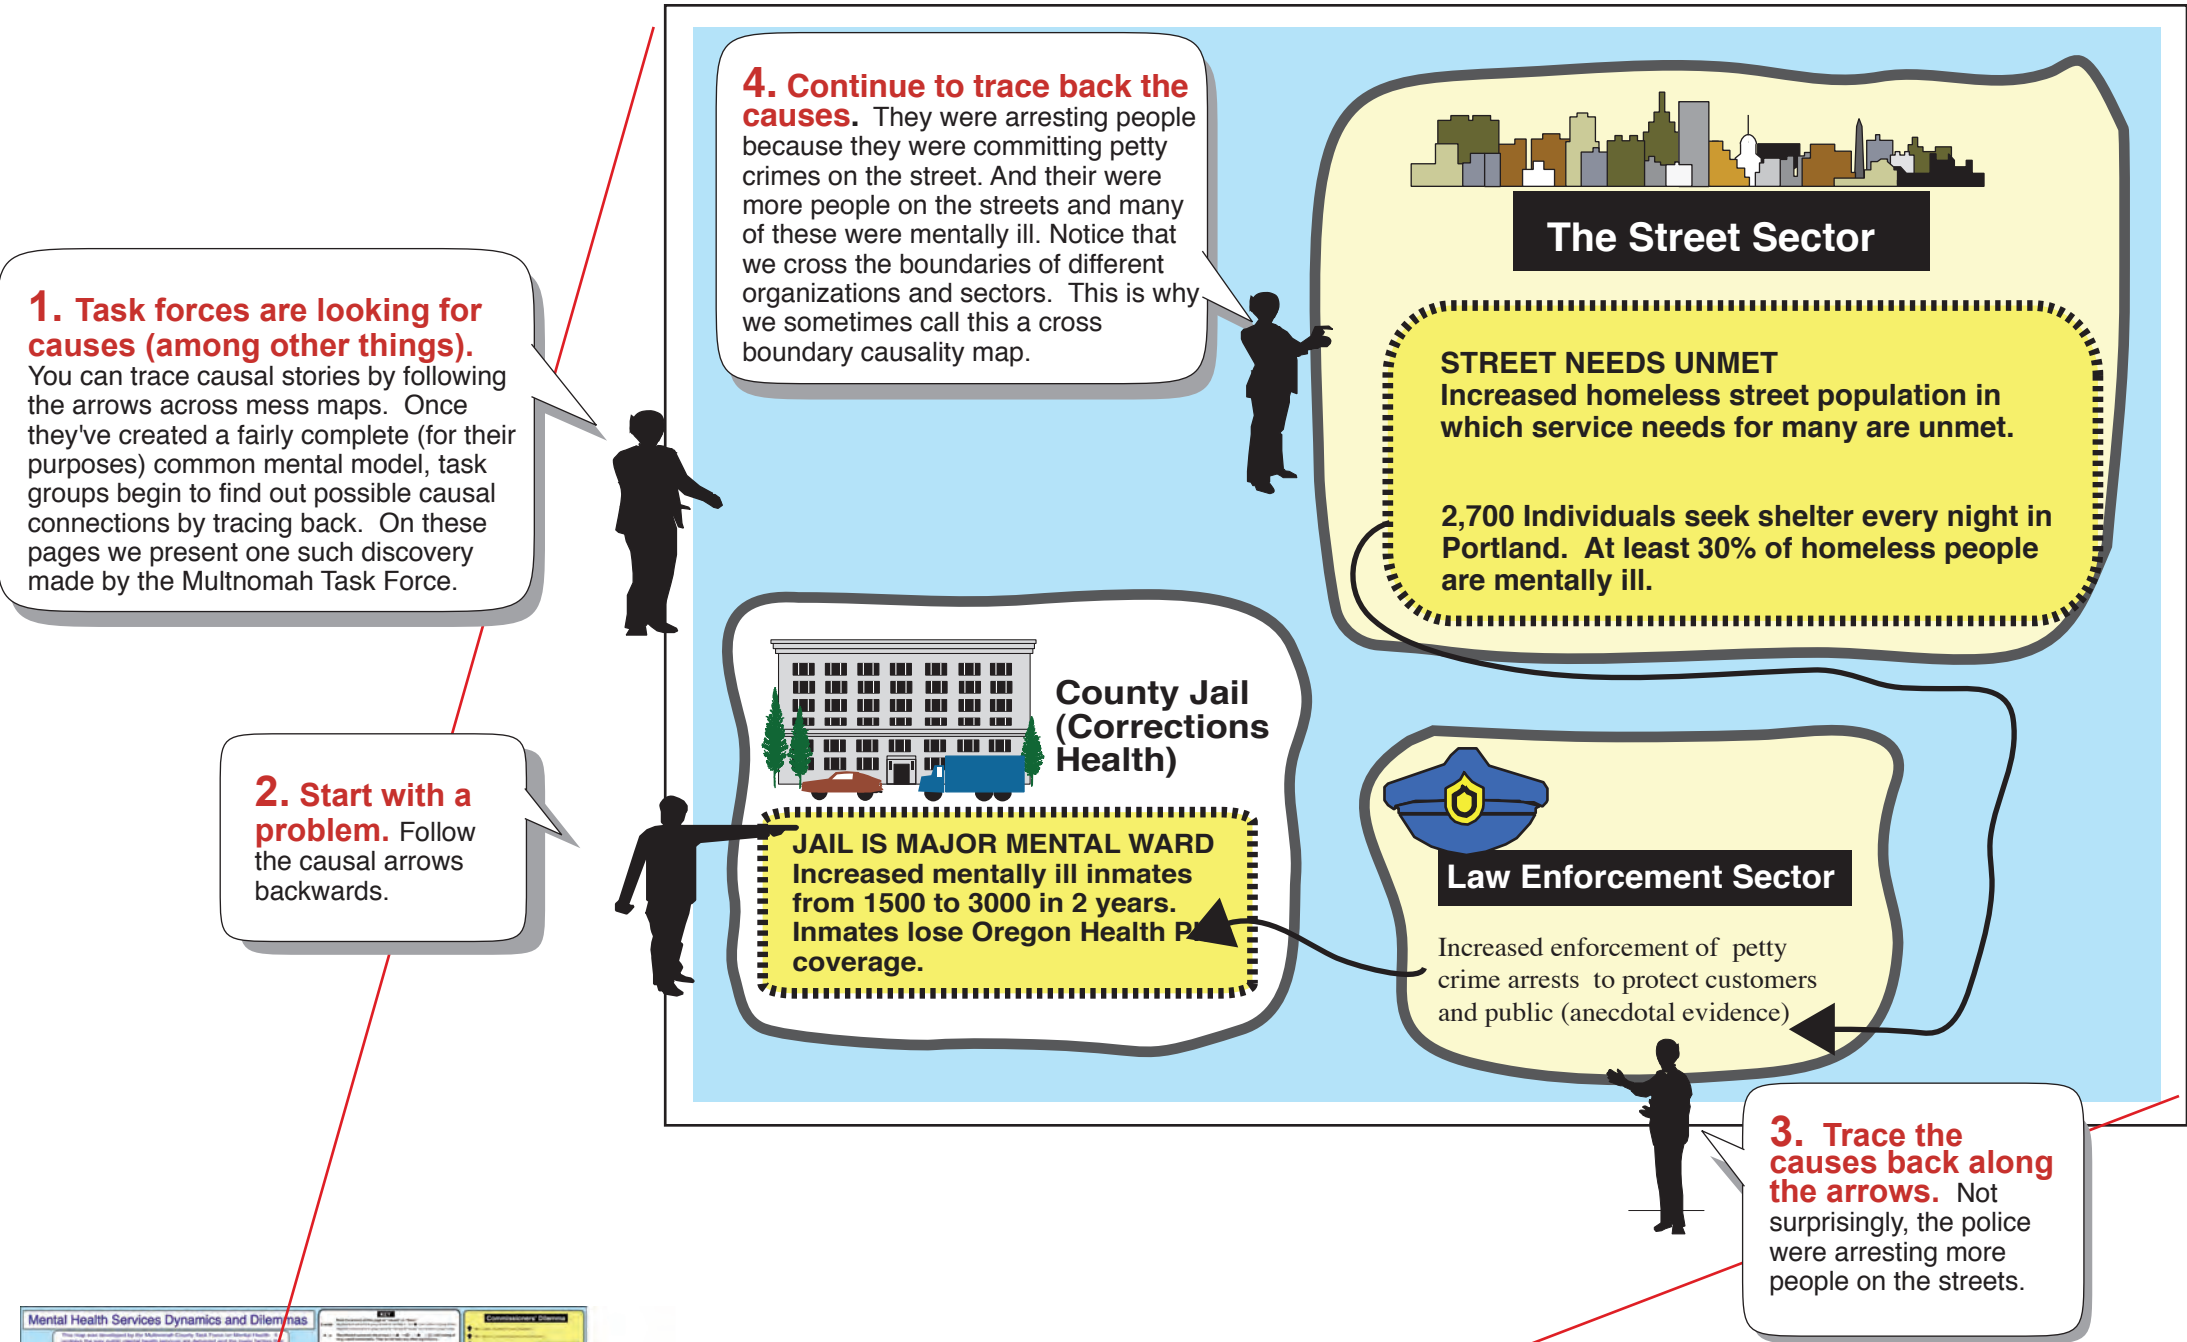 1. Task forces are looking for
causes (among other things).
You can trace causal stories by following
the arrows across mess maps. Once
they've created a fairly complete (for their
purposes) common mental model, task
groups begin to find out possible causal
connections by tracing back. On these
pages we present one such discovery
made by the Multnomah Task Force.
2. Start with a
problem. Follow
the causal arrows
backwards.
4. Continue to trace back the
causes. They were arresting people
because they were committing petty
crimes on the street. And their were
more people on the streets and many
of these were mentally ill. Notice that
we cross the boundaries of different
organizations and sectors. This is why
we sometimes call this a cross
boundary causality map.
The Street Sector
STREET NEEDS UNMET
Increased homeless street population in
which service needs for many are unmet.
2,700 Individuals seek shelter every night in
Portland. At least 30% of homeless people
are mentally ill.
County Jail
(Corrections
Health)
JAIL IS MAJOR MENTAL WARD
Increased mentally ill inmates
from 1500 to 3000 in 2 years.
Inmates lose Oregon Health
coverage.
Law Enforcement Sector
Increased enforcement of petty
crime arrests to protect customers
and public (anecdotal evidence)
3. Trace the
causes back along
the arrows. Not
surprisingly, the police
were arresting more
people on the streets.
Mental Health Services Dynamics and Dilemmas
KEY
Commissioners' Dilemma